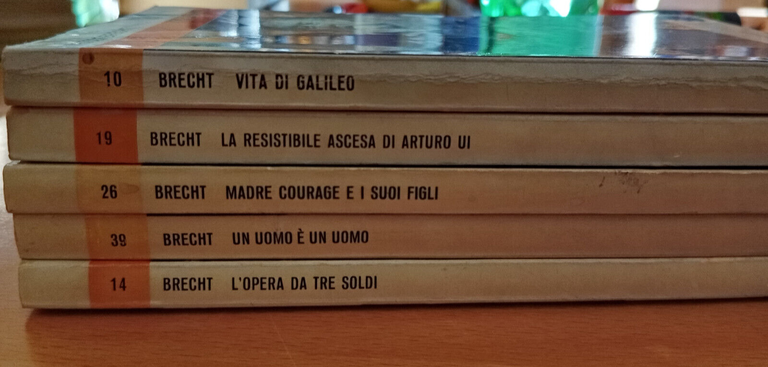 10 BRECHT VITA DI GALILEO
19 BRECHT LA RESISTIBILE ASCESA DI ARTURO UI
26 BRECHT MADRE COURAGE E I SUOI FIGLI
39 BRECHT UN UOMO È UN UOMO
14 BRECHT L'OPERA DA TRE SOLDI